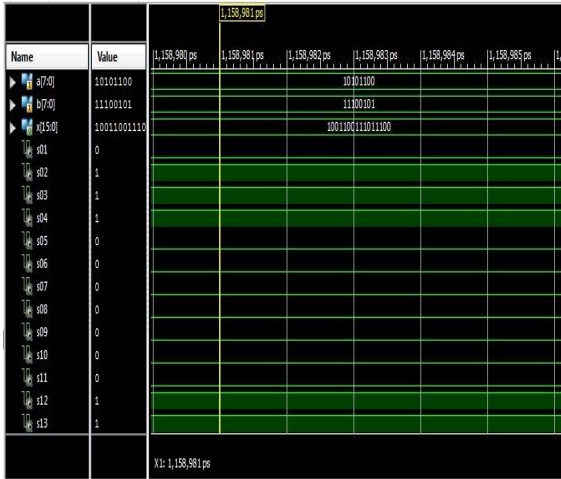 1,158,981 ps
Name Value 1,158,980 ps 1,158,981 ps 1,158,982 ps 1,158,983 ps 1,158,984 ps 1,158,985 ps 1,
a[7:0] 10101100 10101100
b[7:0] 11100101 11100101
x[15:0] 10011001110 1001100111011100
s01 0
s02 1
s03 1
s04 1
s05 0
s06 0
s07 0
s08 0
s09 0
s10 0
s11 0
s12 1
s13 1
X1: 1,158,981 ps